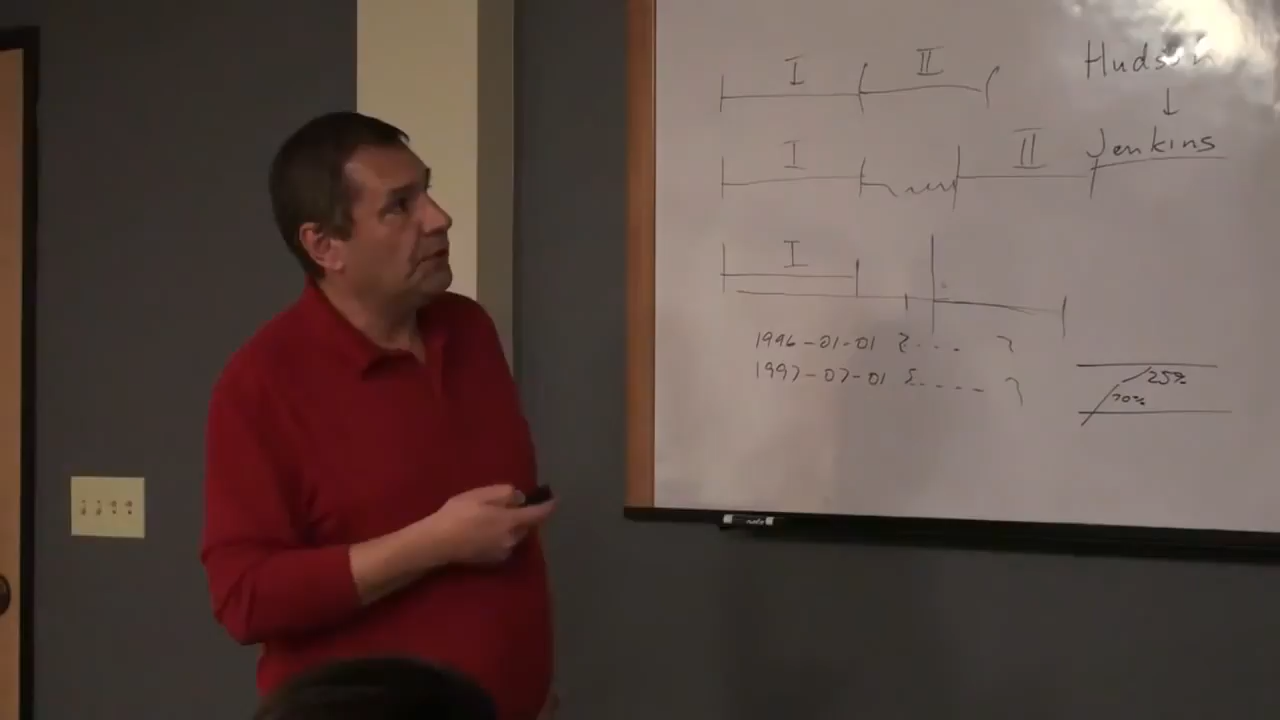 I II Hudson
↓
I II Jenkins
I
1996-01-01 {.... }
1997-07-01 {..... }
25%
70%